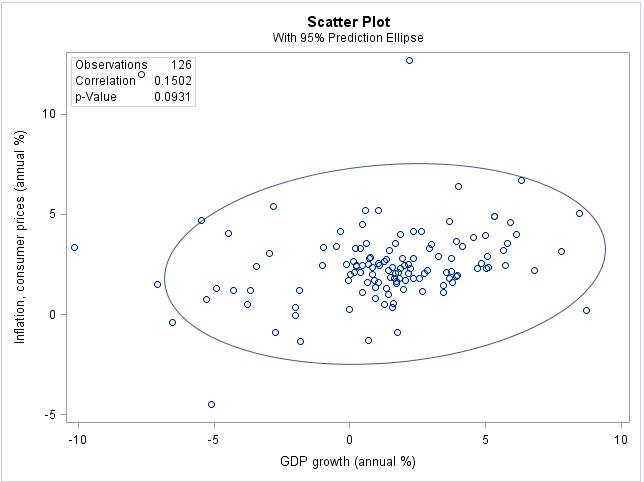 Scatter Plot
With 95% Prediction Ellipse
Observations 126
Correlation 0.1502
p-Value 0.0931
Inflation, consumer prices (annual %)
10
5
0
-5
-10 -5 0 5 10
GDP growth (annual %)